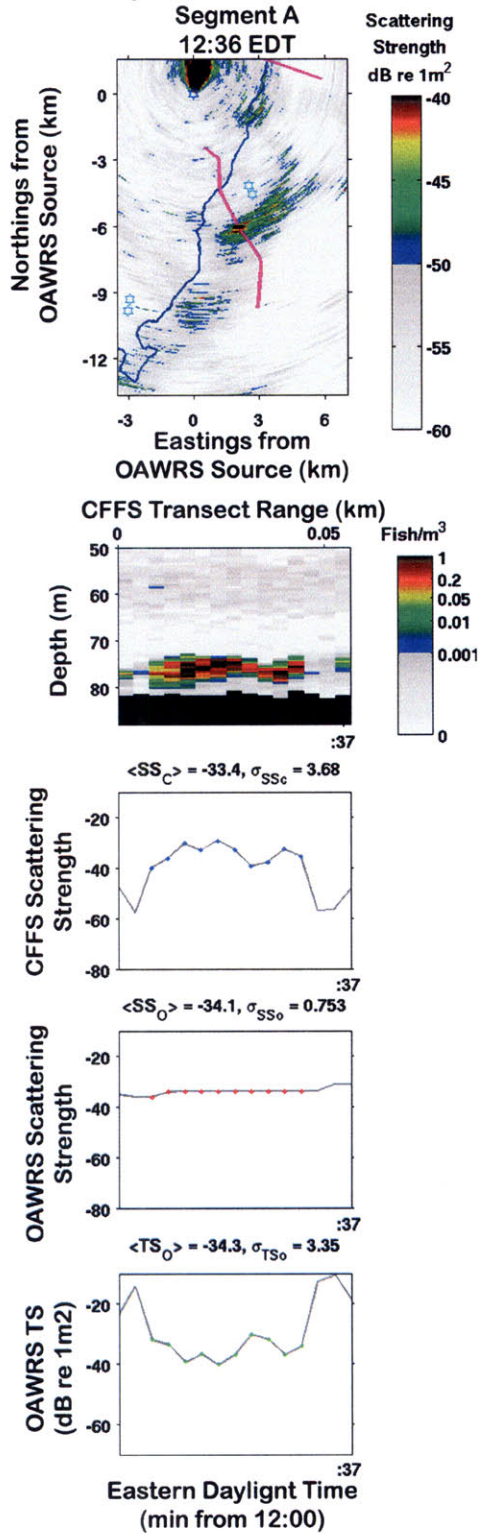 Segment A
12:36 EDT
Scattering
Strength
dB re 1m2
Northings from
OAWRS Source (km)
0
-3
-6
-9
-12
-3 0 3 6
Eastings from
OAWRS Source (km)
-40
-45
-50
-55
-60
CFFS Transect Range (km)
0 0.05
Depth (m)
50
60
70
80
:37
Fish/m3
1
0.2
0.05
0.01
0.001
0
<SSC> = -33.4, σSSc = 3.68
CFFS Scattering
Strength
-20
-40
-60
-80
:37
<SSO> = -34.1, σSSo = 0.753
OAWRS Scattering
Strength
-20
-40
-60
-80
:37
<TSO> = -34.3, σTSo = 3.35
OAWRS TS
(dB re 1m2)
-20
-40
-60
:37
Eastern Daylignt Time
(min from 12:00)